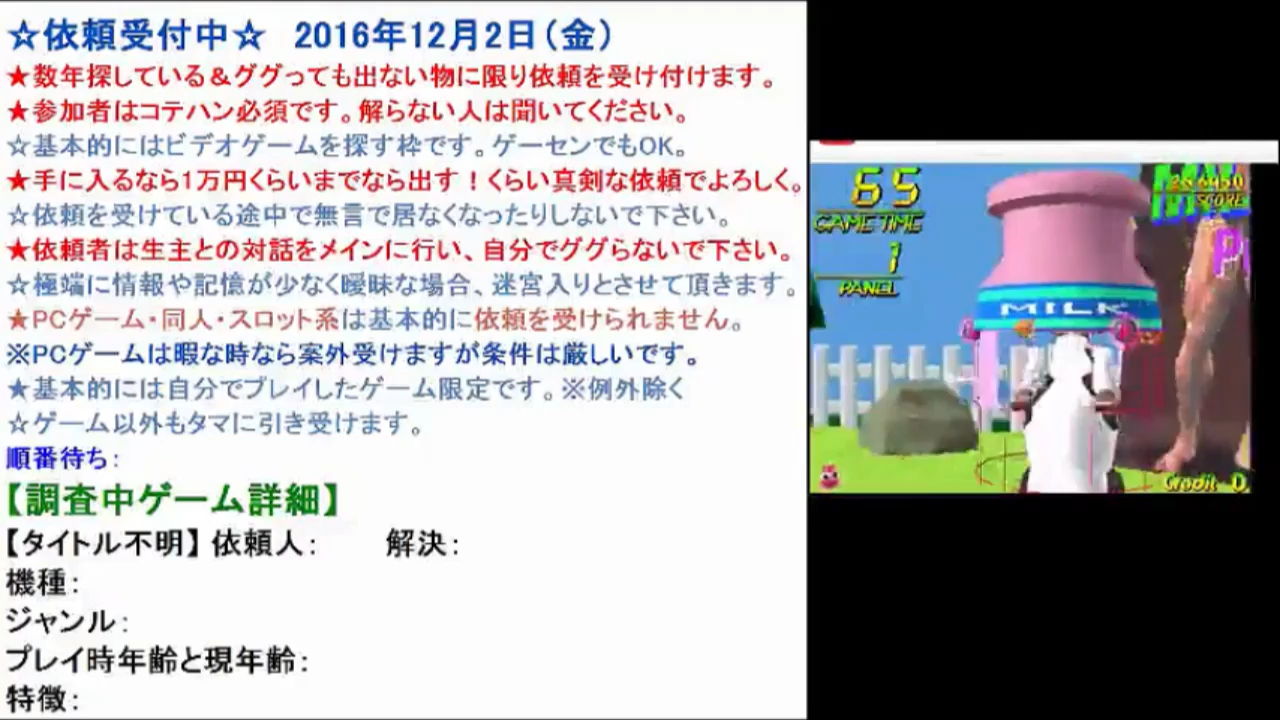 ☆依頼受付中☆ 2016年12月2日(金)
★数年探している＆ググっても出ない物に限り依頼を受け付けます。
★参加者はコテハン必須です。解らない人は聞いてください。
☆基本的にはビデオゲームを探す枠です。ゲーセンでもOK。
★手に入るなら1万円くらいまでなら出す！くらい真剣な依頼でよろしく。
☆依頼を受けている途中で無言で居なくなったりしないで下さい。
★依頼者は生主との対話をメインに行い、自分でググらないで下さい。
☆極端に情報や記憶が少なく曖昧な場合、迷宮入りとさせて頂きます。
★PCゲーム・同人・スロット系は基本的に依頼を受けられません。
※PCゲームは暇な時なら案外受けますが条件は厳しいです。
★基本的には自分でプレイしたゲーム限定です。※例外除く
☆ゲーム以外もタマに引き受けます。
順番待ち：
【調査中ゲーム詳細】
【タイトル不明】依頼人： 解決：
機種：
ジャンル：
プレイ時年齢と現年齢：
特徴：
65
GAME TIME
1
PANEL
SCORE
MILK
Credit 0